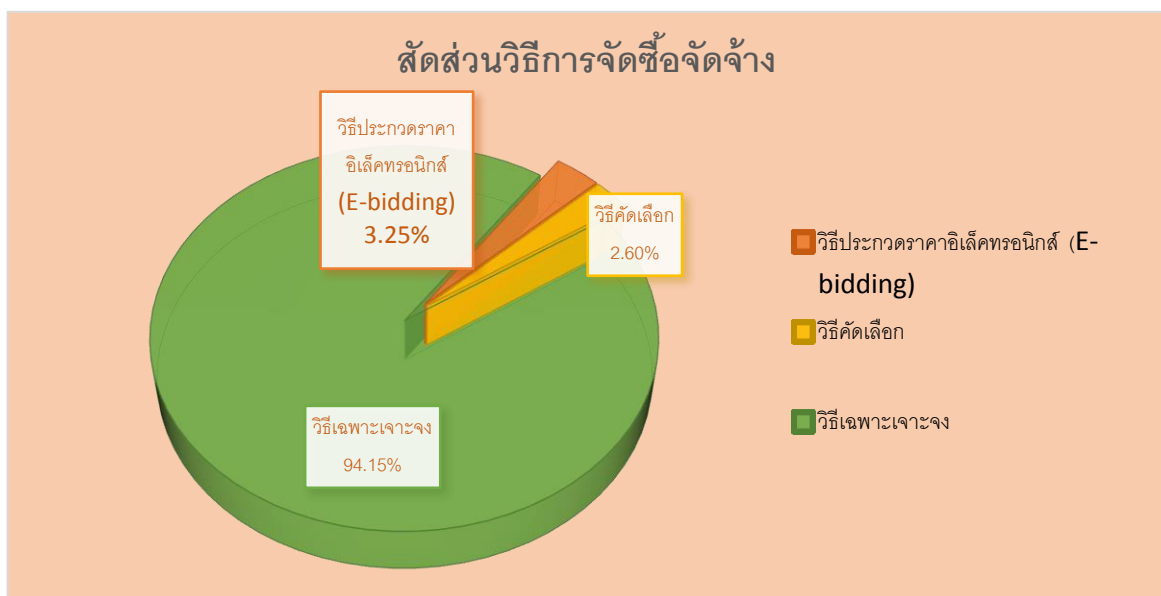 สัดส่วนวิธีการจัดซื้อจัดจ้าง
วิธีประกวดราคา
อิเล็คทรอนิกส์
(E-bidding)
3.25%
วิธีคัดเลือก
2.60%
วิธีเฉพาะเจาะจง
94.15%
วิธีประกวดราคาอิเล็คทรอนิกส์ (E-
bidding)
วิธีคัดเลือก
วิธีเฉพาะเจาะจง